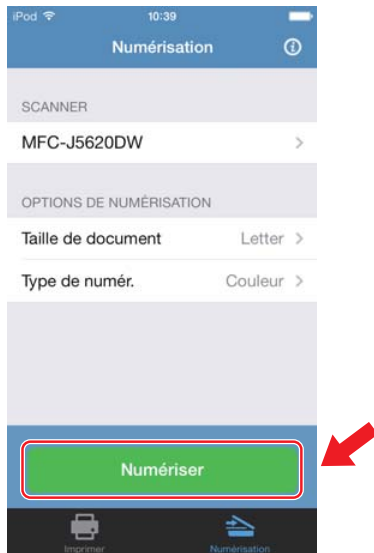 iPod 10:39
Numérisation
SCANNER
MFC-J5620DW
OPTIONS DE NUMÉRISATION
Taille de document Letter
Type de numér. Couleur
Numériser
Imprimer Numérisation